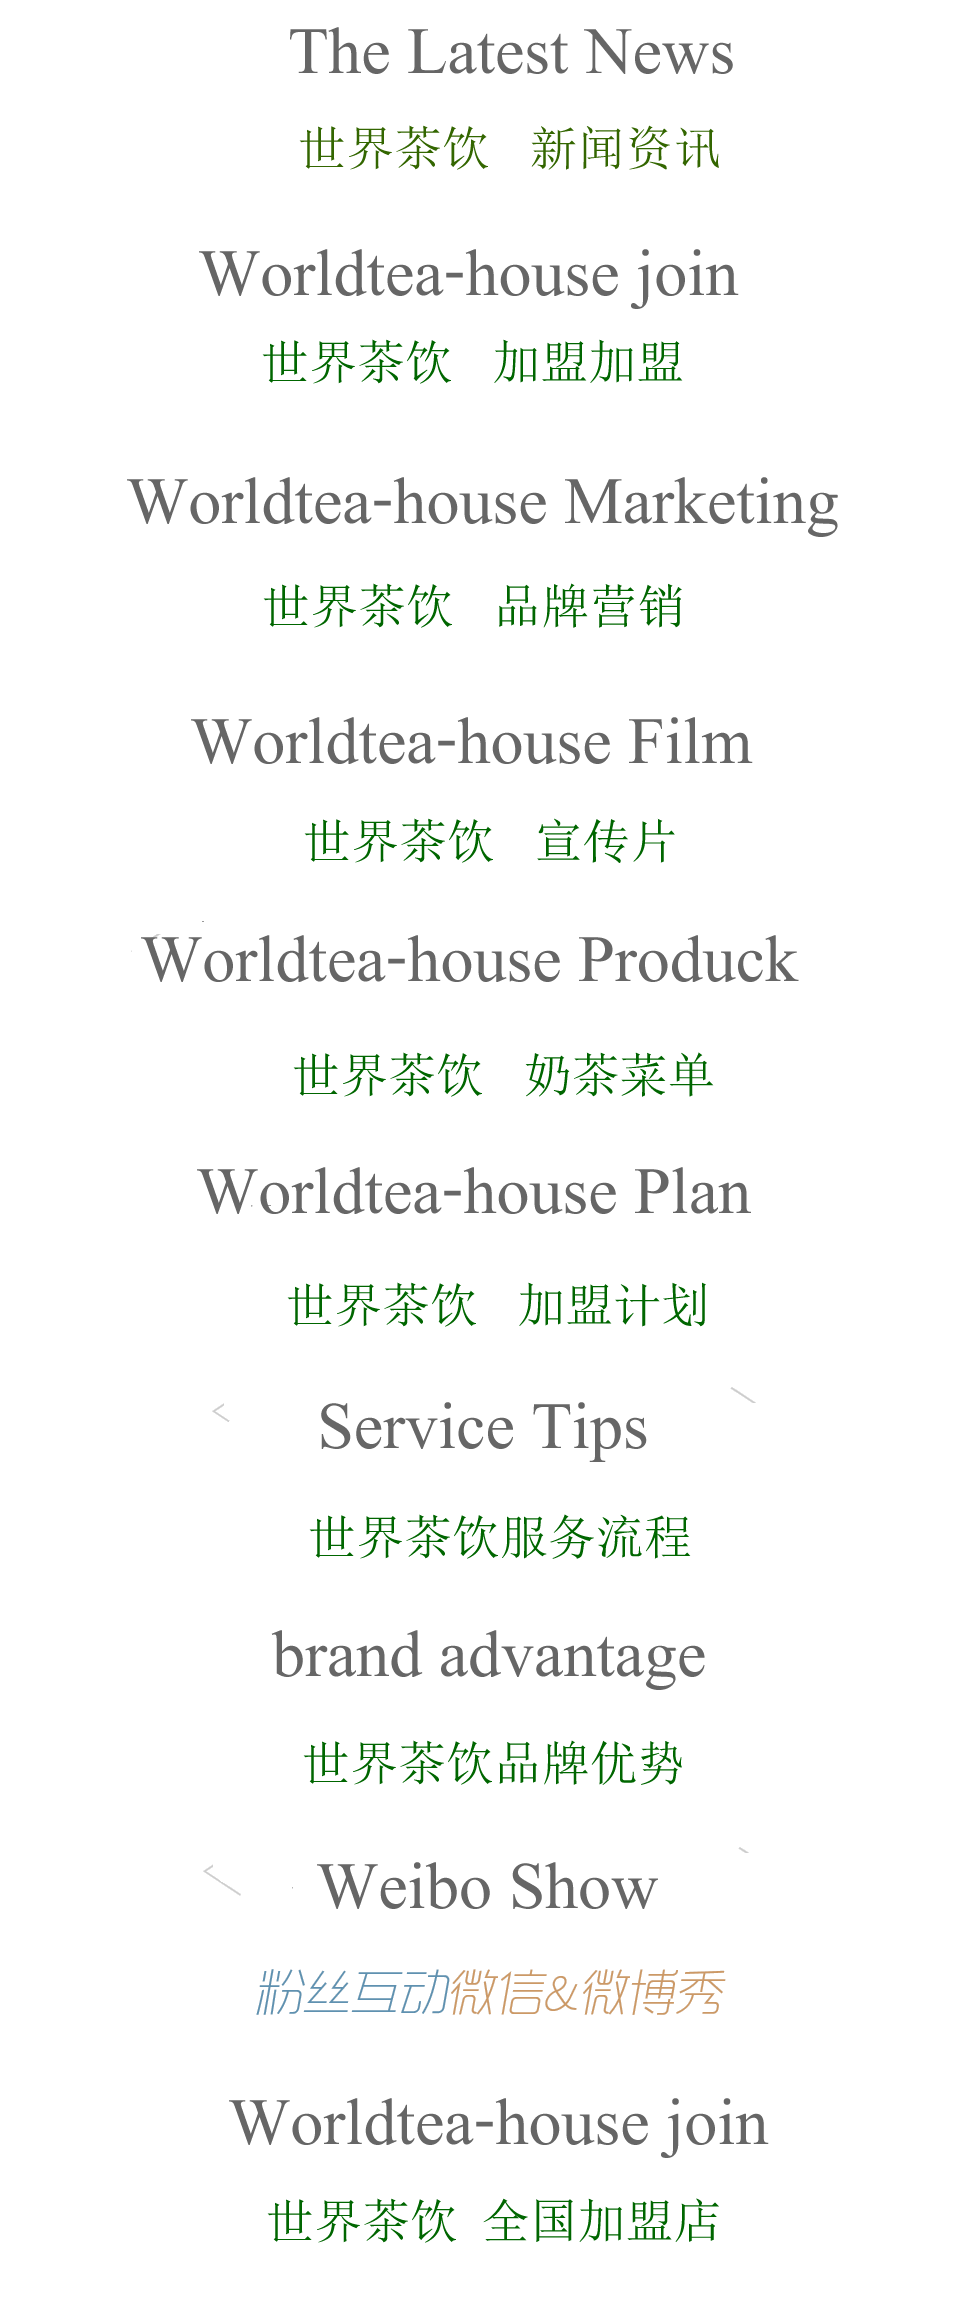 The Latest News
世界茶饮 新闻资讯
Worldtea-house join
世界茶饮 加盟加盟
Worldtea-house Marketing
世界茶饮 品牌营销
Worldtea-house Film
世界茶饮 宣传片
Worldtea-house Produck
世界茶饮 奶茶菜单
Worldtea-house Plan
世界茶饮 加盟计划
Service Tips
世界茶饮服务流程
brand advantage
世界茶饮品牌优势
Weibo Show
粉丝互动微信&微博秀
Worldtea-house join
世界茶饮 全国加盟店